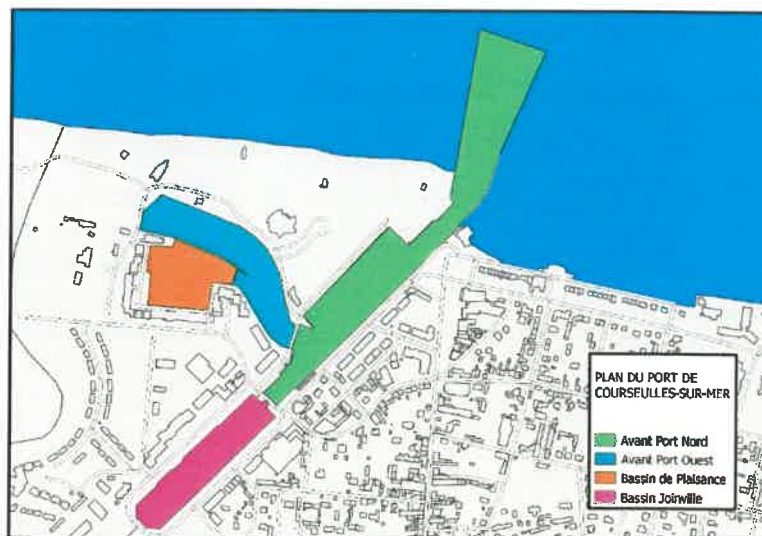 PLAN DU PORT DE
COURSEULLES-SUR-MER
Avant Port Nord
Avant Port Ouest
Bassin de Plaisance
Bassin Joinville